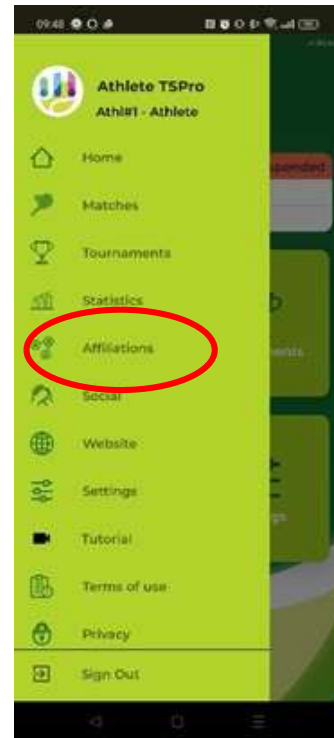 09:48
Athlete TSPro
Athl#1 - Athlete
Home
Matches
Tournaments
Statistics
Affiliations
Social
Website
Settings
Tutorial
Terms of use
Privacy
Sign Out